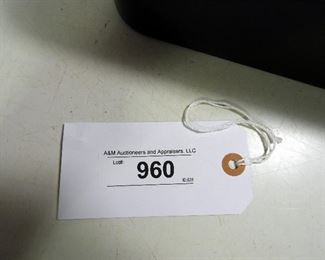 A&M Auctioneers and Appraisers, LLC
Lot#:
960